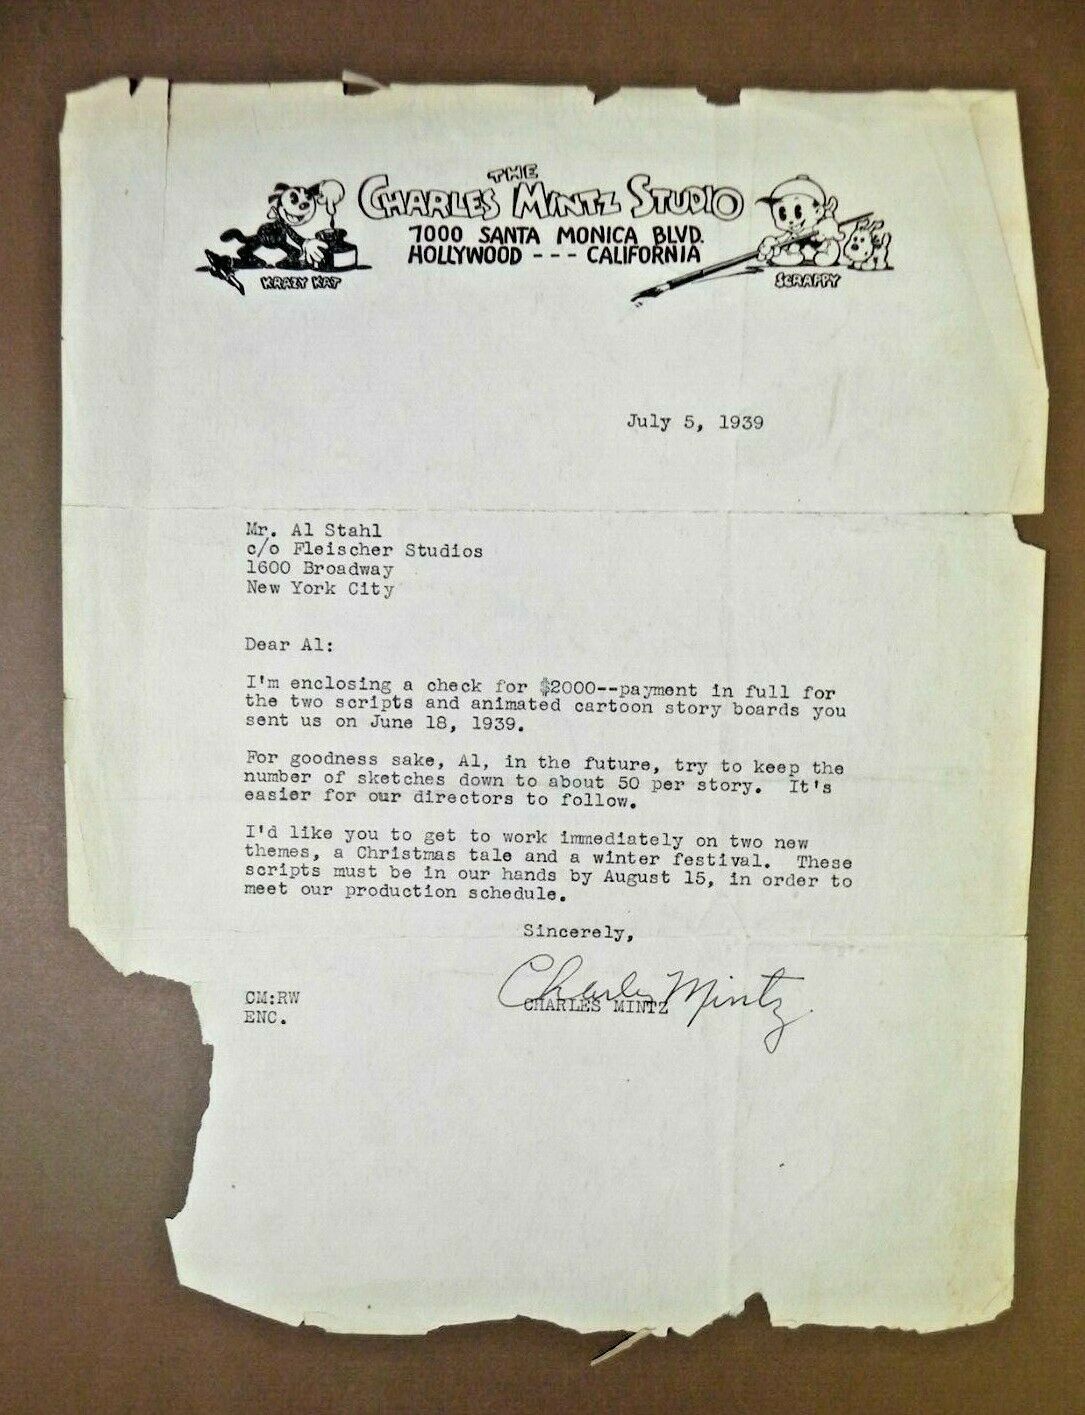 THE
CHARLES MINTZ STUDIO
7000 SANTA MONICA BLVD.
HOLLYWOOD --- CALIFORNIA
KRAZY KAT
SCRAPPY
July 5, 1939
Mr. Al Stahl
c/o Fleischer Studios
1600 Broadway
New York City
Dear Al:
I'm enclosing a check for $2000--payment in full for
the two scripts and animated cartoon story boards you
sent us on June 18, 1939.
For goodness sake, Al, in the future, try to keep the
number of sketches down to about 50 per story. It's
easier for our directors to follow.
I'd like you to get to work immediately on two new
themes, a Christmas tale and a winter festival. These
scripts must be in our hands by August 15, in order to
meet our production schedule.
Sincerely,
Charles Mintz
CHARLES MINTZ
CM:RW
ENC.